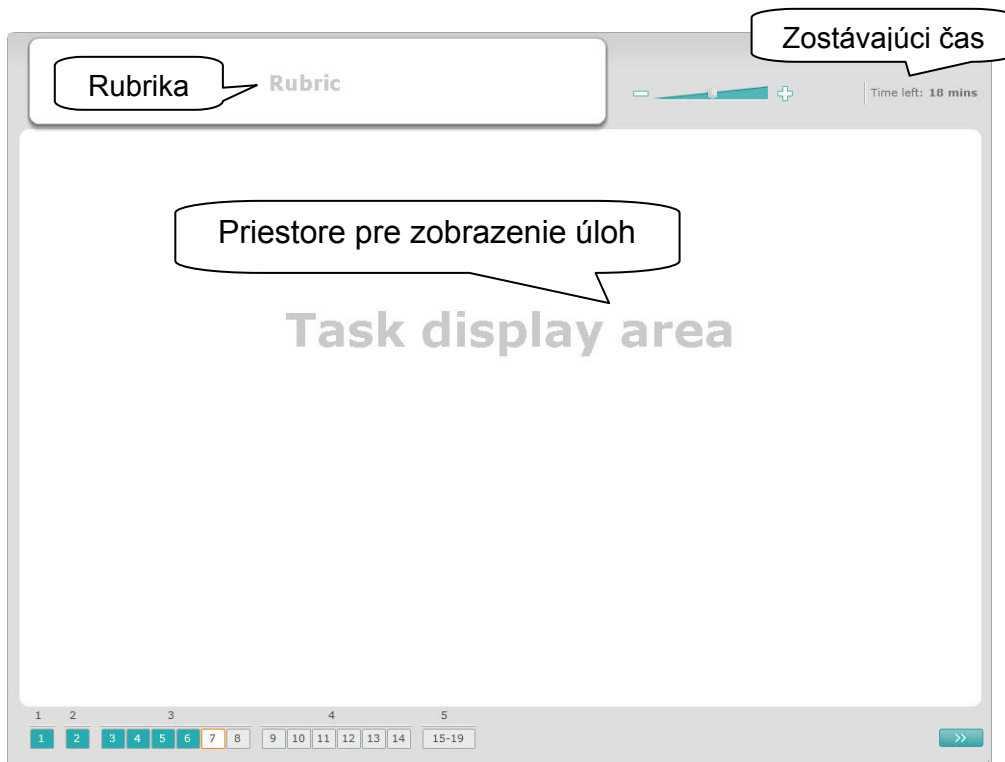 Zostávajúci čas
Rubrika
Rubric
Time left: 18 mins
Priestore pre zobrazenie úloh
Task display area
1 2 3 4 5
1 2 3 4 5 6 7 8 9 10 11 12 13 14 15-19 >>